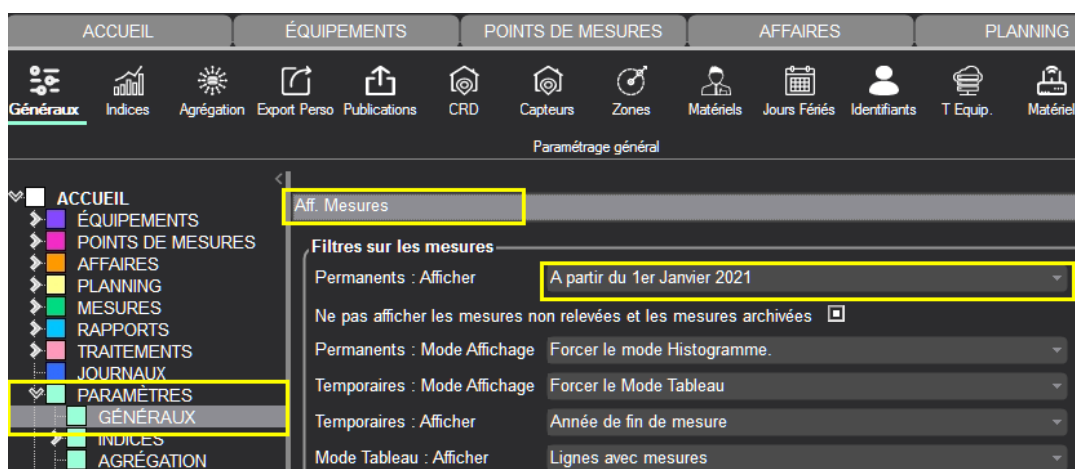 ACCUEIL ÉQUIPEMENTS POINTS DE MESURES AFFAIRES PLANNING
Généraux Indices Agrégation Export Perso Publications CRD Capteurs Zones Matériels Jours Fériés Identifiants T Equip. Matériel
Paramétrage général
ACCUEIL
ÉQUIPEMENTS
POINTS DE MESURES
AFFAIRES
PLANNING
MESURES
RAPPORTS
TRAITEMENTS
JOURNAUX
PARAMÈTRES
GÉNÉRAUX
INDICES
AGRÉGATION
Aff. Mesures
Filtres sur les mesures
Permanents : Afficher A partir du 1er Janvier 2021
Ne pas afficher les mesures non relevées et les mesures archivées
Permanents : Mode Affichage Forcer le mode Histogramme.
Temporaires : Mode Affichage Forcer le Mode Tableau
Temporaires : Afficher Année de fin de mesure
Mode Tableau : Afficher Lignes avec mesures